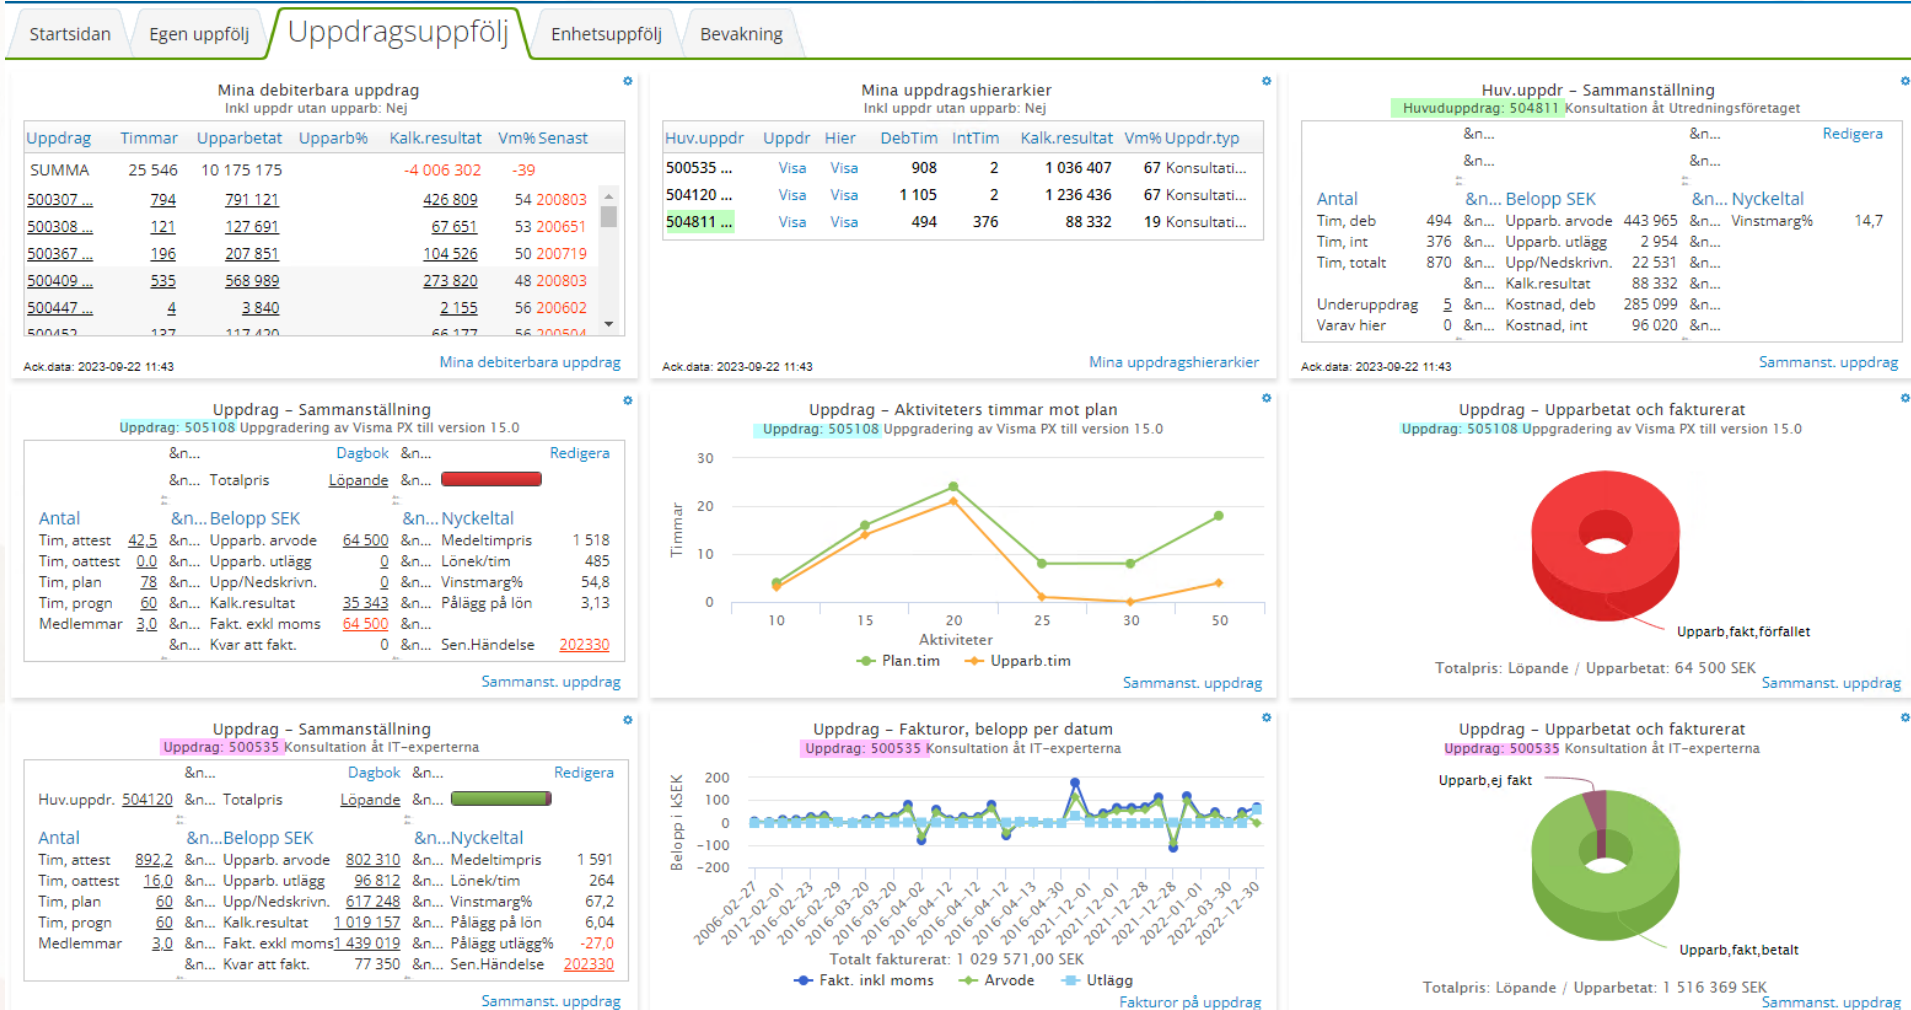 Startsidan Egen uppfölj Uppdragsuppfölj Enhetsuppfölj Bevakning
Mina debiterbara uppdrag
Inkl uppdr utan upparb: Nej
Uppdrag Timmar Upparbetat Upparb% Kalk.resultat Vm% Senast
SUMMA 25 546 10 175 175 -4 006 302 -39
500307 ... 794 791 121 426 809 54 200803
500308 ... 121 127 691 67 651 53 200651
500367 ... 196 207 851 104 526 50 200719
500409 ... 535 568 989 273 820 48 200803
500447 ... 4 3 840 2 155 56 200602
500452 ... 137 117 420 66 177 56 200504
Ack.data: 2023-09-22 11:43 Mina debiterbara uppdrag
Mina uppdragshierarkier
Inkl uppdr utan upparb: Nej
Huv.uppdr Uppdr Hier DebTim IntTim Kalk.resultat Vm% Uppdr.typ
500535 ... Visa Visa 908 2 1 036 407 67 Konsultati...
504120 ... Visa Visa 1 105 2 1 236 436 67 Konsultati...
504811 ... Visa Visa 494 376 88 332 19 Konsultati...
Ack.data: 2023-09-22 11:43 Mina uppdragshierarkier
Huv.uppdr – Sammanställning
Huvuduppdrag: 504811 Konsultation åt Utredningsföretaget
&n... &n... Redigera
&n... &n...
Antal &n... Belopp SEK &n... Nyckeltal
Tim, deb 494 &n... Upparb. arvode 443 965 &n... Vinstmarg% 14,7
Tim, int 376 &n... Upparb. utlägg 2 954 &n...
Tim, totalt 870 &n... Upp/Nedskrivn. 22 531 &n...
&n... Kalk.resultat 88 332 &n...
Underuppdrag 5 &n... Kostnad, deb 285 099 &n...
Varav hier 0 &n... Kostnad, int 96 020 &n...
Ack.data: 2023-09-22 11:43 Sammanst. uppdrag
Uppdrag – Sammanställning
Uppdrag: 505108 Uppgradering av Visma PX till version 15.0
&n... Dagbok &n... Redigera
&n... Totalpris Löpande &n...
Antal &n... Belopp SEK &n... Nyckeltal
Tim, attest 42,5 &n... Upparb. arvode 64 500 &n... Medeltimpris 1 518
Tim, oattest 0.0 &n... Upparb. utlägg 0 &n... Lönek/tim 485
Tim, plan 78 &n... Upp/Nedskrivn. 0 &n... Vinstmarg% 54,8
Tim, progn 60 &n... Kalk.resultat 35 343 &n... Pålägg på lön 3,13
Medlemmar 3,0 &n... Fakt. exkl moms 64 500 &n...
&n... Kvar att fakt. 0 &n... Sen.Händelse 202330
Sammanst. uppdrag
Uppdrag – Aktiviteters timmar mot plan
Uppdrag: 505108 Uppgradering av Visma PX till version 15.0
Timmar
30
20
10
0
10 15 20 25 30 50
Aktiviteter
Plan.tim Upparb.tim
Sammanst. uppdrag
Uppdrag – Upparbetat och fakturerat
Uppdrag: 505108 Uppgradering av Visma PX till version 15.0
Upparb,fakt,förfallet
Totalpris: Löpande / Upparbetat: 64 500 SEK
Sammanst. uppdrag
Uppdrag – Sammanställning
Uppdrag: 500535 Konsultation åt IT–experterna
&n... Dagbok &n... Redigera
Huv.uppdr. 504120 &n... Totalpris Löpande &n...
Antal &n...Belopp SEK &n...Nyckeltal
Tim, attest 892,2 &n... Upparb. arvode 802 310 &n... Medeltimpris 1 591
Tim, oattest 16,0 &n... Upparb. utlägg 96 812 &n... Lönek/tim 264
Tim, plan 60 &n... Upp/Nedskrivn. 617 248 &n... Vinstmarg% 67,2
Tim, progn 60 &n... Kalk.resultat 1 019 157 &n... Pålägg på lön 6,04
Medlemmar 3,0 &n... Fakt. exkl moms 1 439 019 &n... Pålägg utlägg% -27,0
&n... Kvar att fakt. 77 350 &n... Sen.Händelse 202330
Sammanst. uppdrag
Uppdrag – Fakturor, belopp per datum
Uppdrag: 500535 Konsultation åt IT–experterna
Belopp i kSEK
200
100
0
−100
−200
2006–02–27 2012–02–01 2016–02–23 2016–02–29 2016–03–20 2016–03–20 2016–04–02 2016–04–12 2016–04–12 2016–04–12 2016–04–13 2016–04–30 2021–12–01 2021–12–01 2021–12–28 2021–12–28 2022–01–01 2022–03–30 2022–12–30
Totalt fakturerat: 1 029 571,00 SEK
Fakt. inkl moms Arvode Utlägg
Fakturor på uppdrag
Uppdrag – Upparbetat och fakturerat
Uppdrag: 500535 Konsultation åt IT–experterna
Upparb,ej fakt
Upparb,fakt,betalt
Totalpris: Löpande / Upparbetat: 1 516 369 SEK
Sammanst. uppdrag